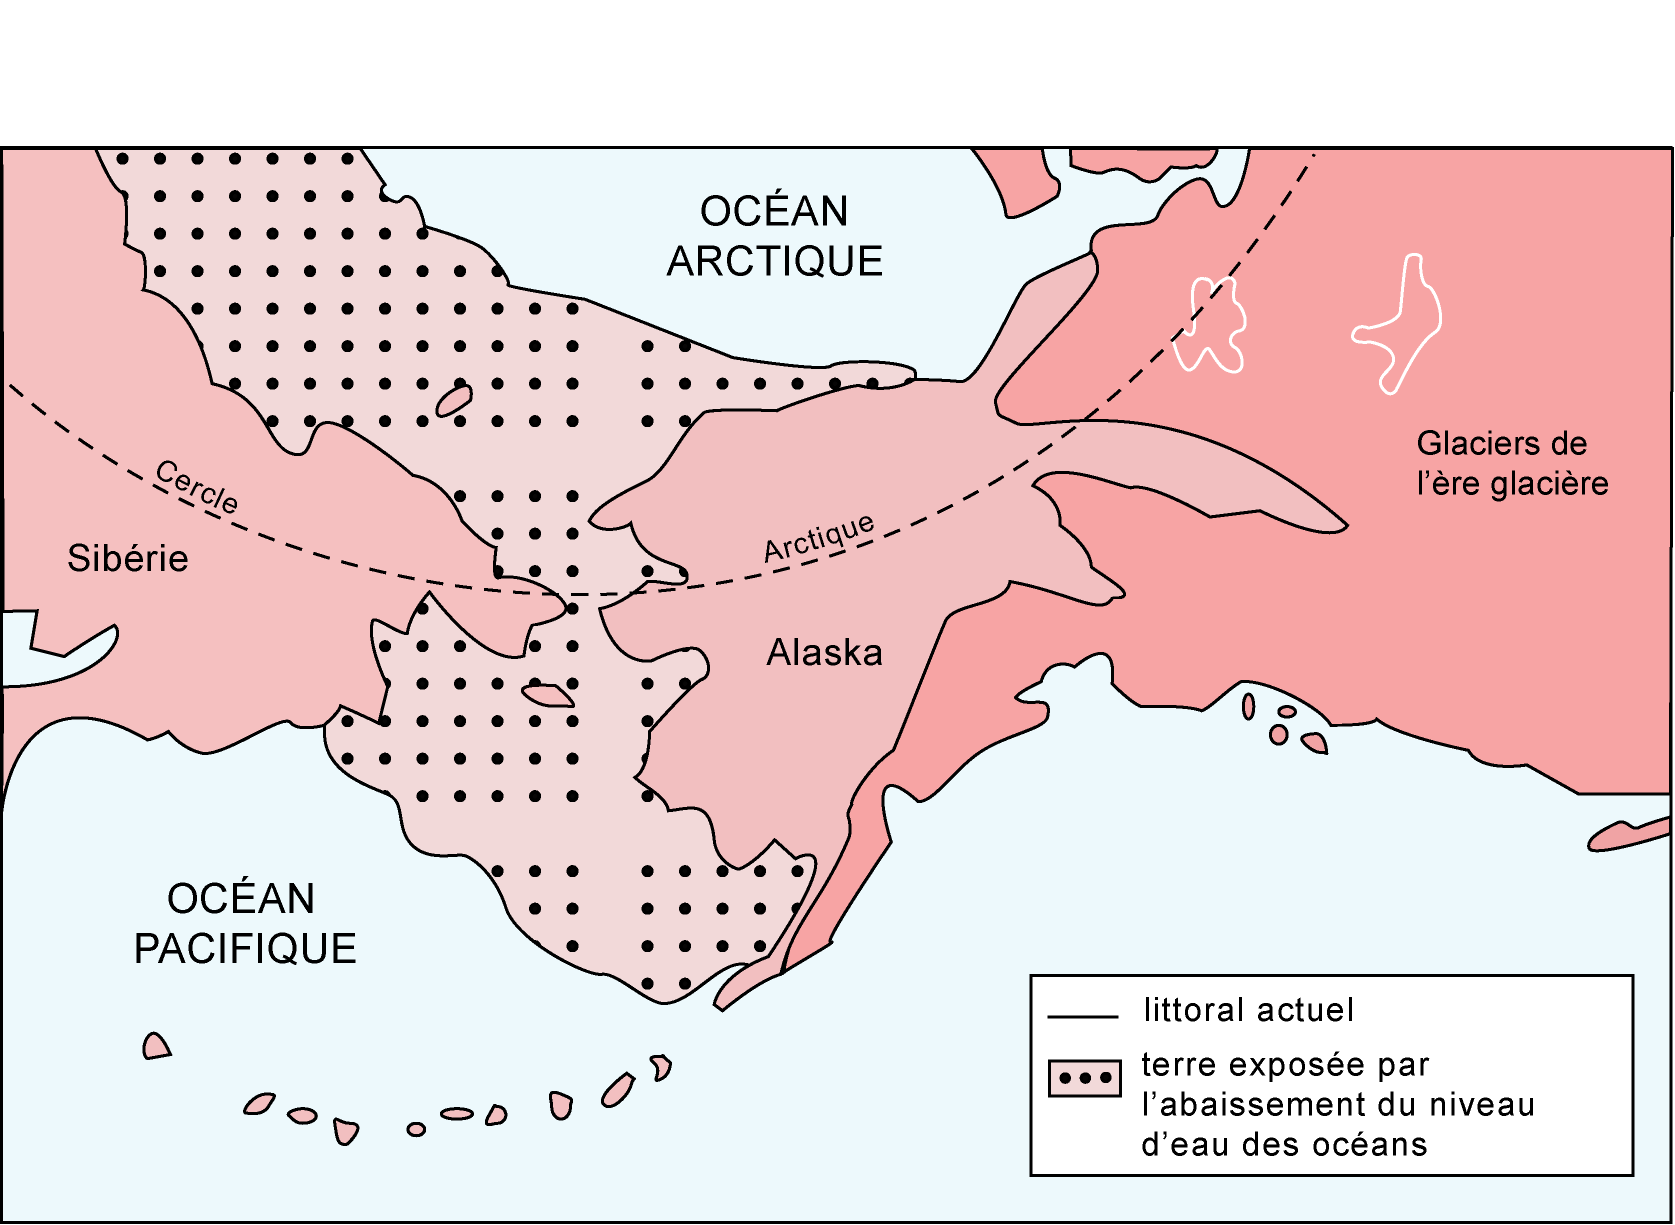 OCÉAN
ARCTIQUE
Glaciers de
l'ère glacière
Cercle
Arctique
Sibérie
Alaska
OCÉAN
PACIFIQUE
littoral actuel
terre exposée par
l'abaissement du niveau
d'eau des océans